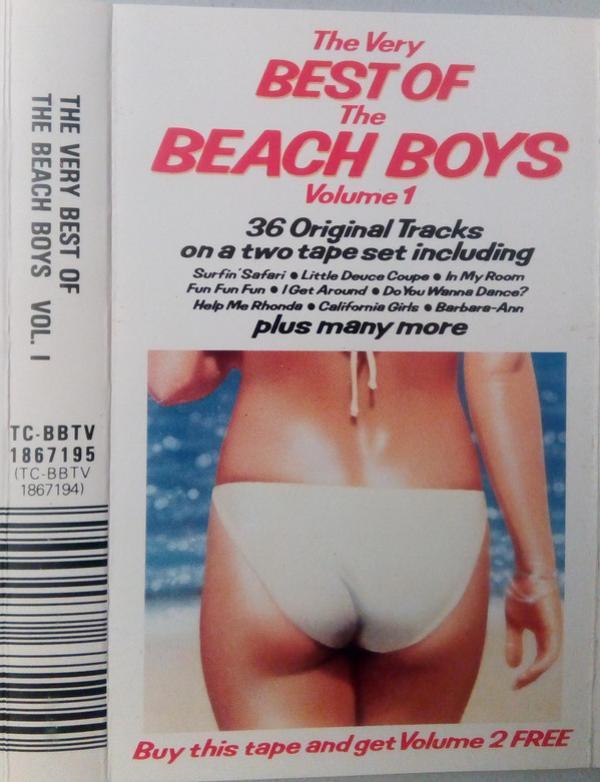 THE VERY BEST OF
THE BEACH BOYS VOL. I
TC-BBTV
1867195
(TC-BBTV
1867194)
The Very
BEST OF
The
BEACH BOYS
Volume 1
36 Original Tracks
on a two tape set including
Surfin' Safari • Little Deuce Coupe • In My Room
Fun Fun Fun • I Get Around • Do You Wanna Dance?
Help Me Rhonda • California Girls • Barbara-Ann
plus many more
Buy this tape and get Volume 2 FREE